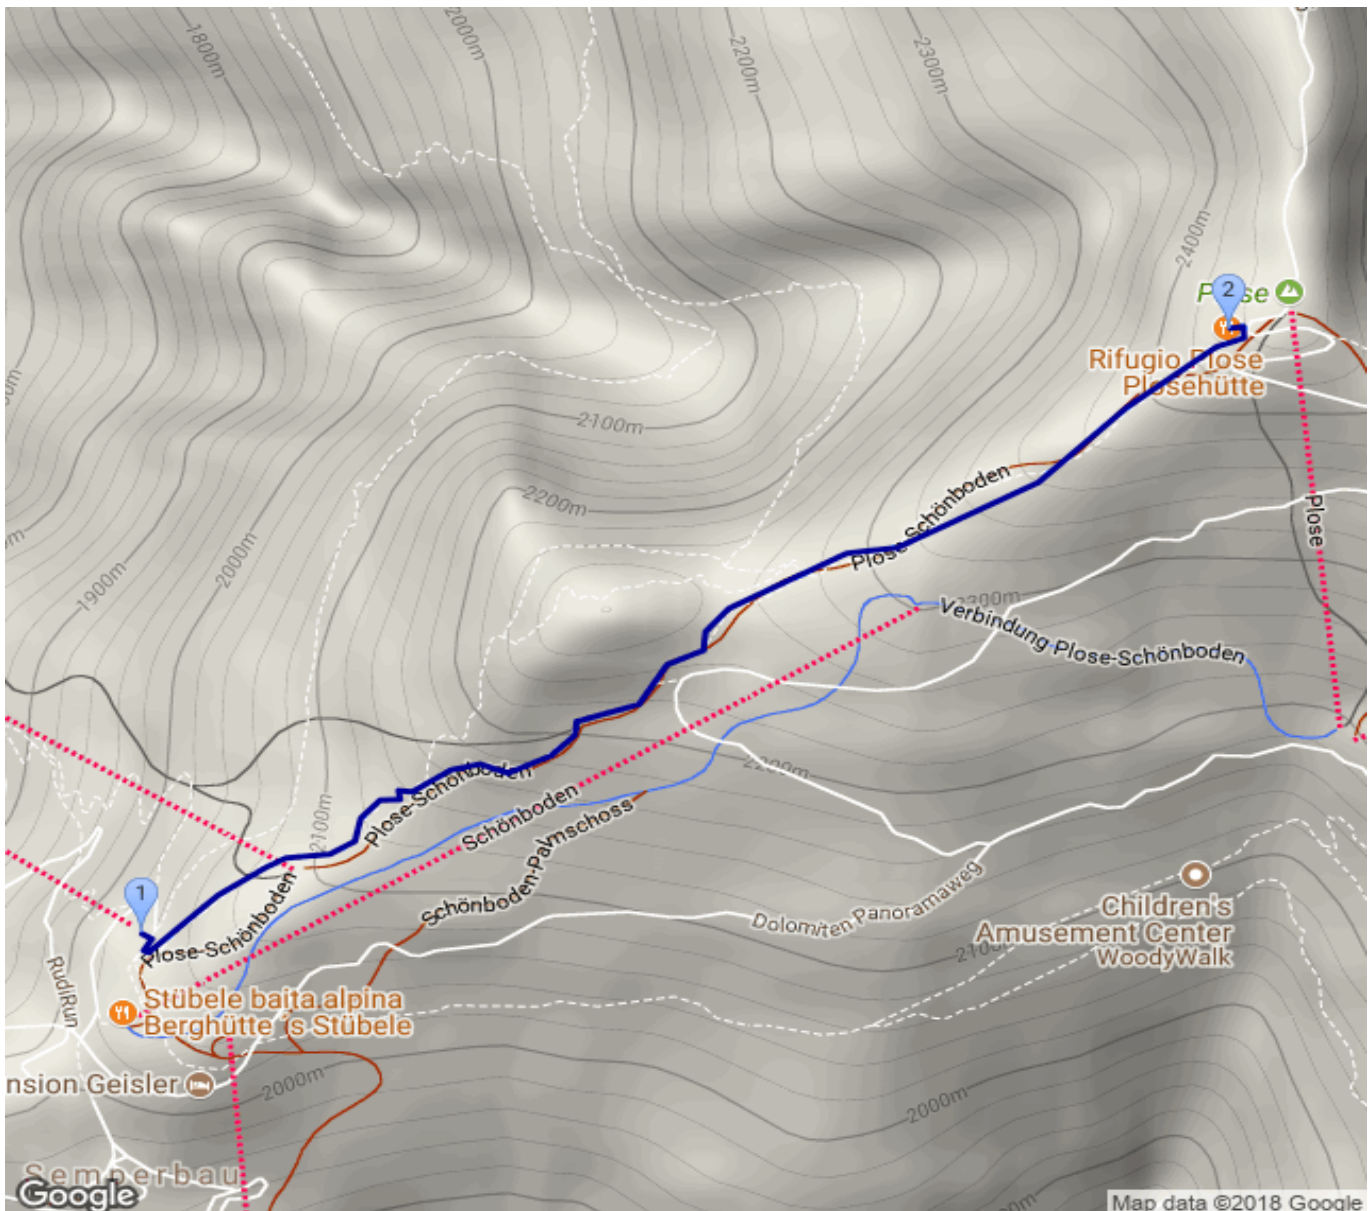 1800m
2000m
2200m
2300m
2400m
2
Rifugio Plose
Plosehütte
2100m
2200m
Plose-Schönboden
Plose
2000m
1900m
2300m
Verbindung Plose-Schönboden
2200m
2100m
Plose-Schönboden
Schönboden
Schönboden-Palmschoss
Dolomiten-Panoramaweg
Children's
Amusement Center
WoodyWalk
1
Plose-Schönboden
RudiRun
Stübele baita alpina
Berghütte 's Stübele
nsion Geisler
2000m
2000m
Semperbau
Google
Map data ©2018 Google